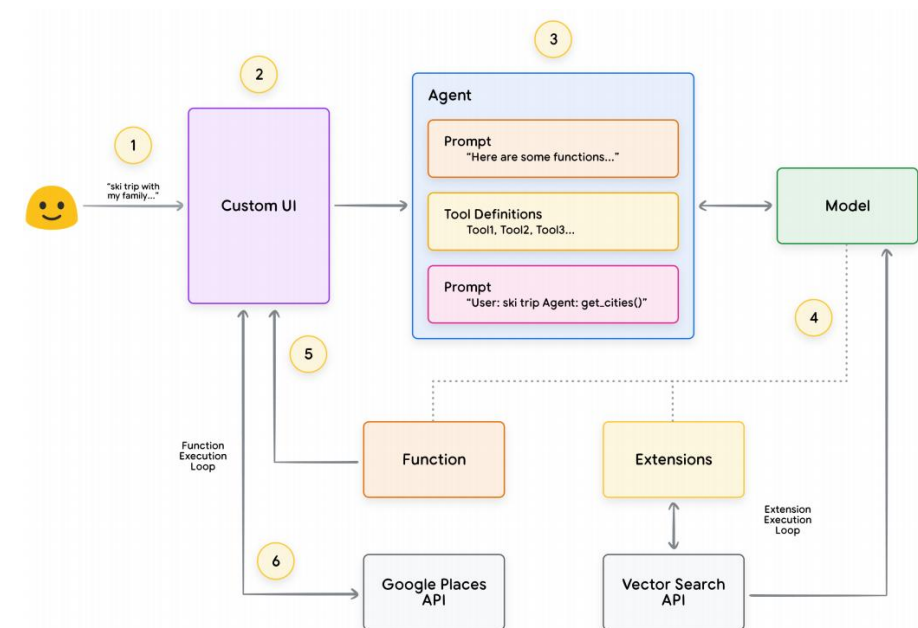 3
2
Agent
1
Prompt
"Here are some functions..."
"ski trip with
my family..."
Custom UI
Tool Definitions
Tool1, Tool2, Tool3...
Model
Prompt
"User: ski trip Agent: get_cities()"
4
5
Function
Execution
Loop
Function
Extensions
Extension
Execution
Loop
6
Google Places
API
Vector Search
API